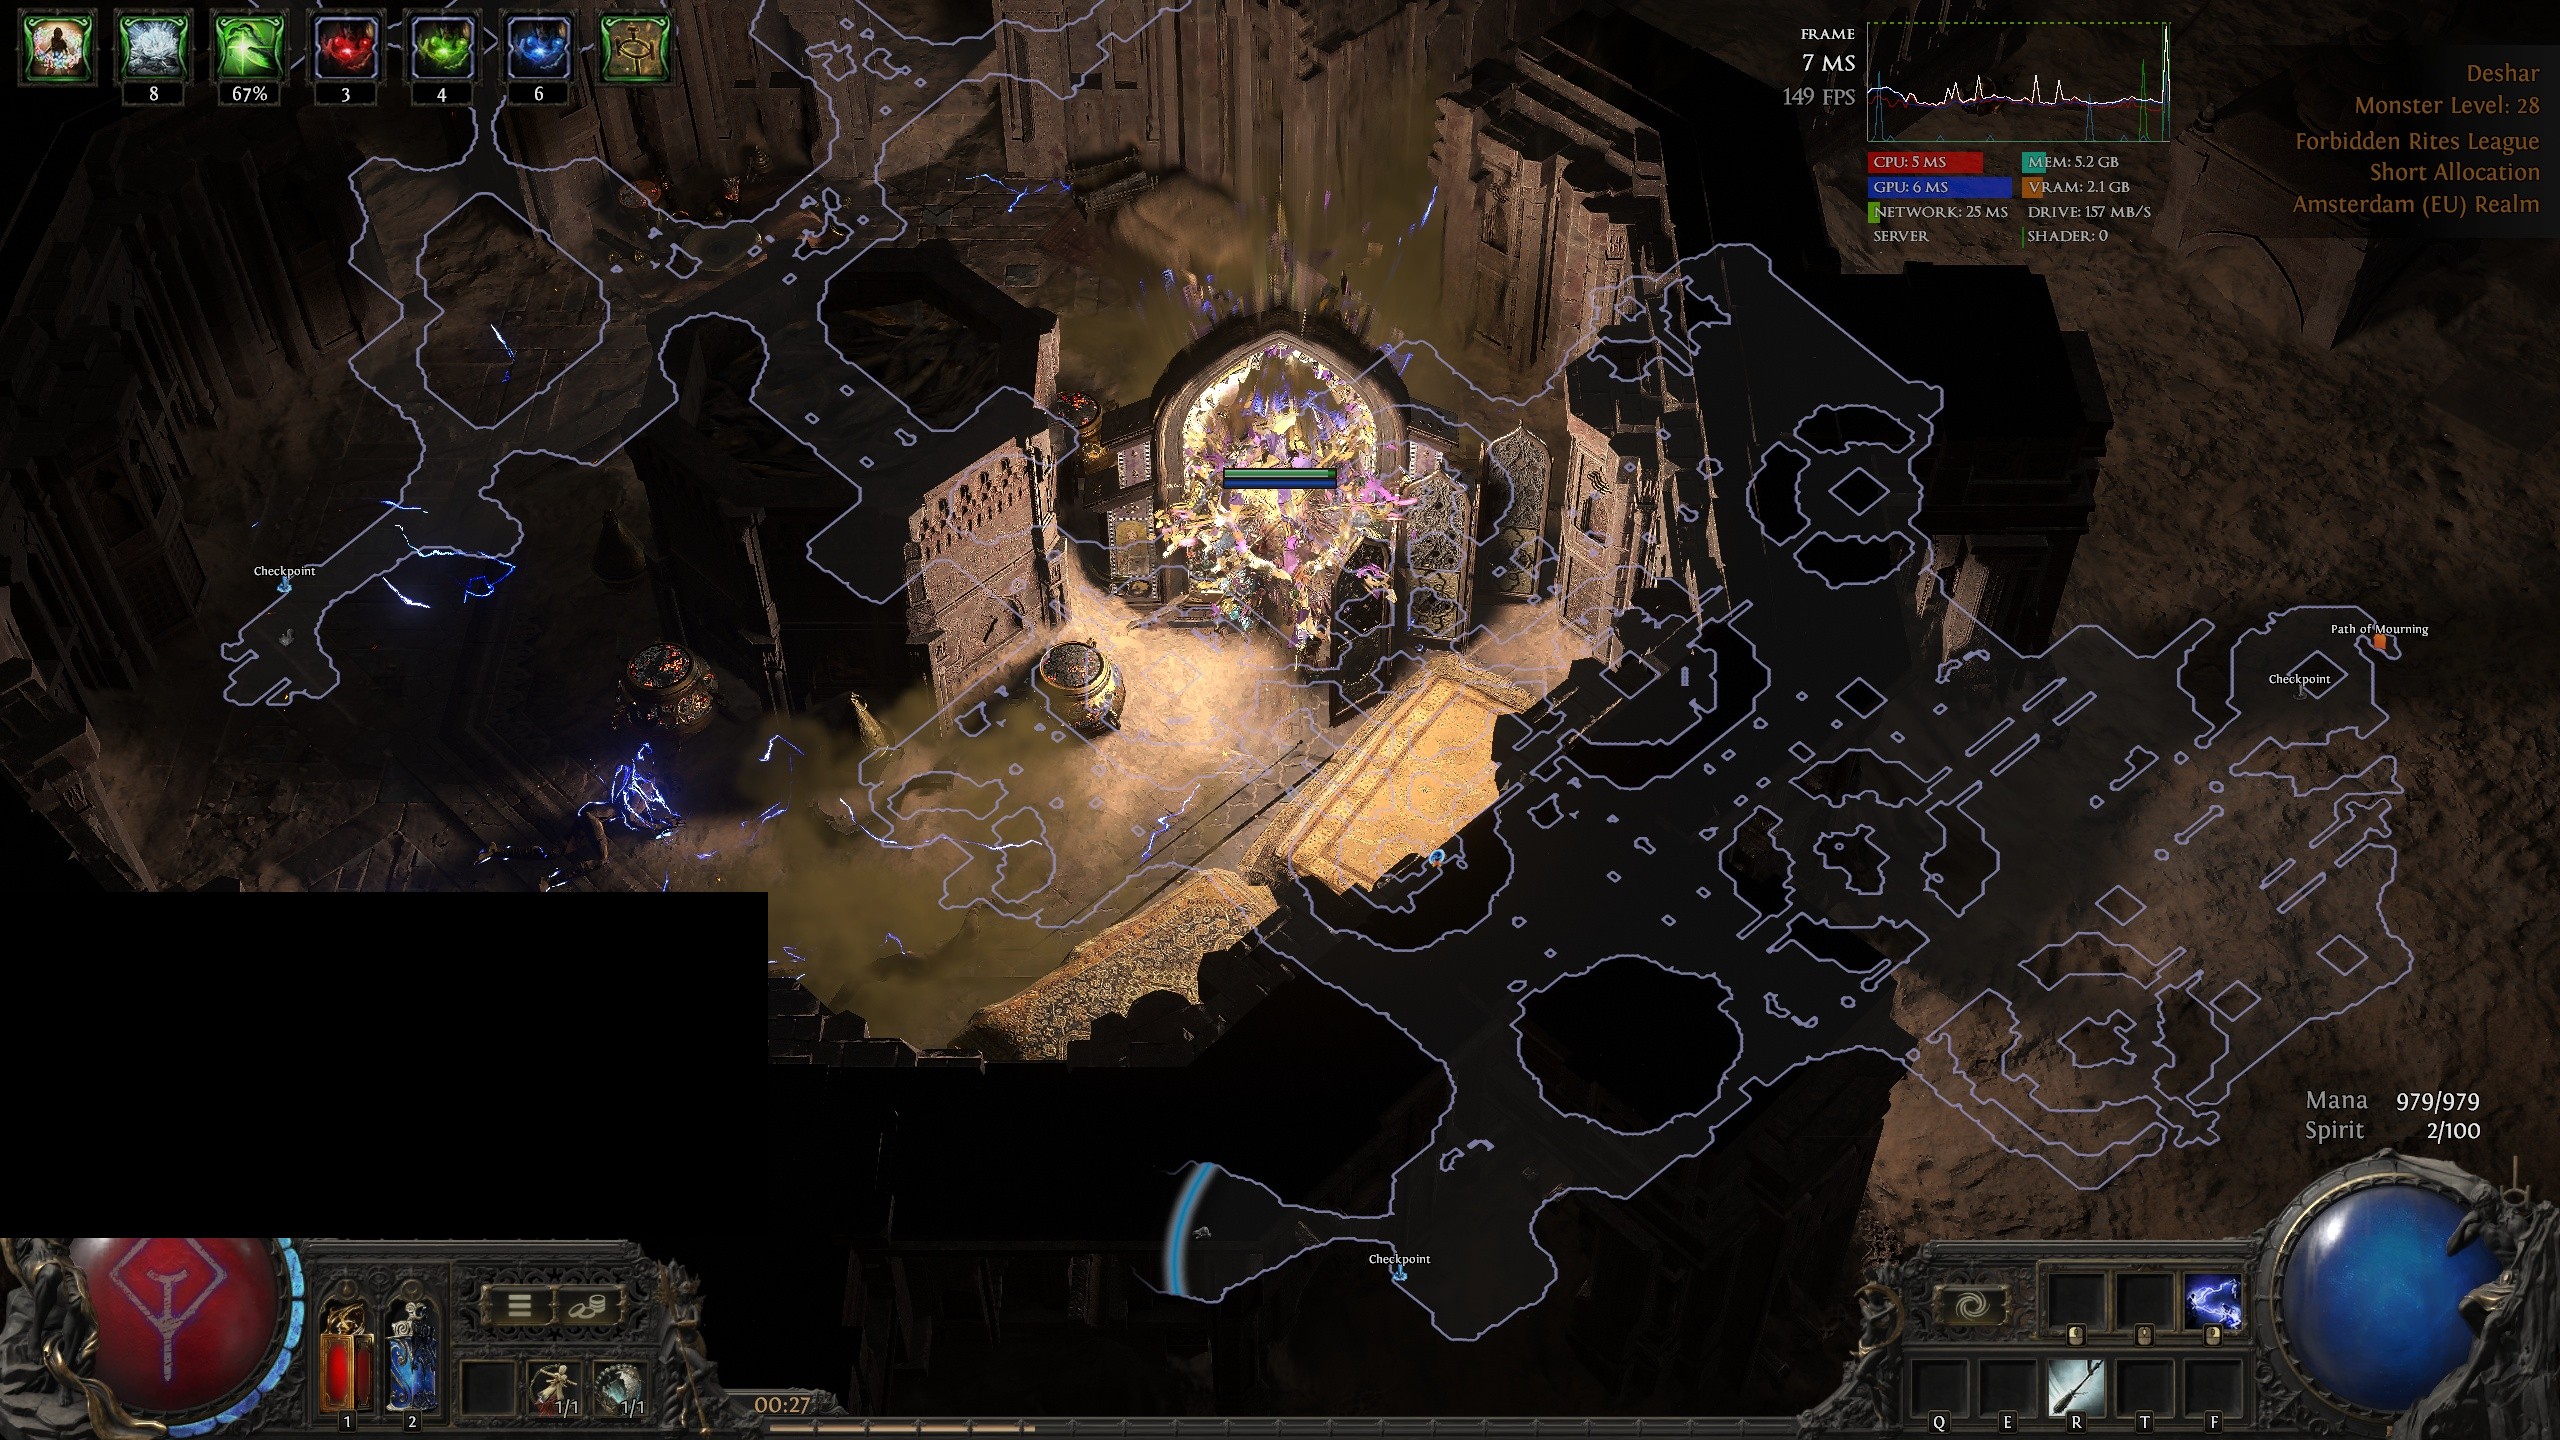 8
67%
3
4
6
FRAME
7 MS
149 FPS
CPU: 5 MS
MEM: 5.2 GB
GPU: 6 MS
VRAM: 2.1 GB
NETWORK: 25 MS
DRIVE: 157 MB/S
SERVER
SHADER: 0
Deshar
Monster Level: 28
Forbidden Rites League
Short Allocation
Amsterdam (EU) Realm
Checkpoint
Path of Mourning
Checkpoint
Checkpoint
Mana 979/979
Spirit 2/100
1
2
1/1
1/1
00:27
Q
E
R
T
F